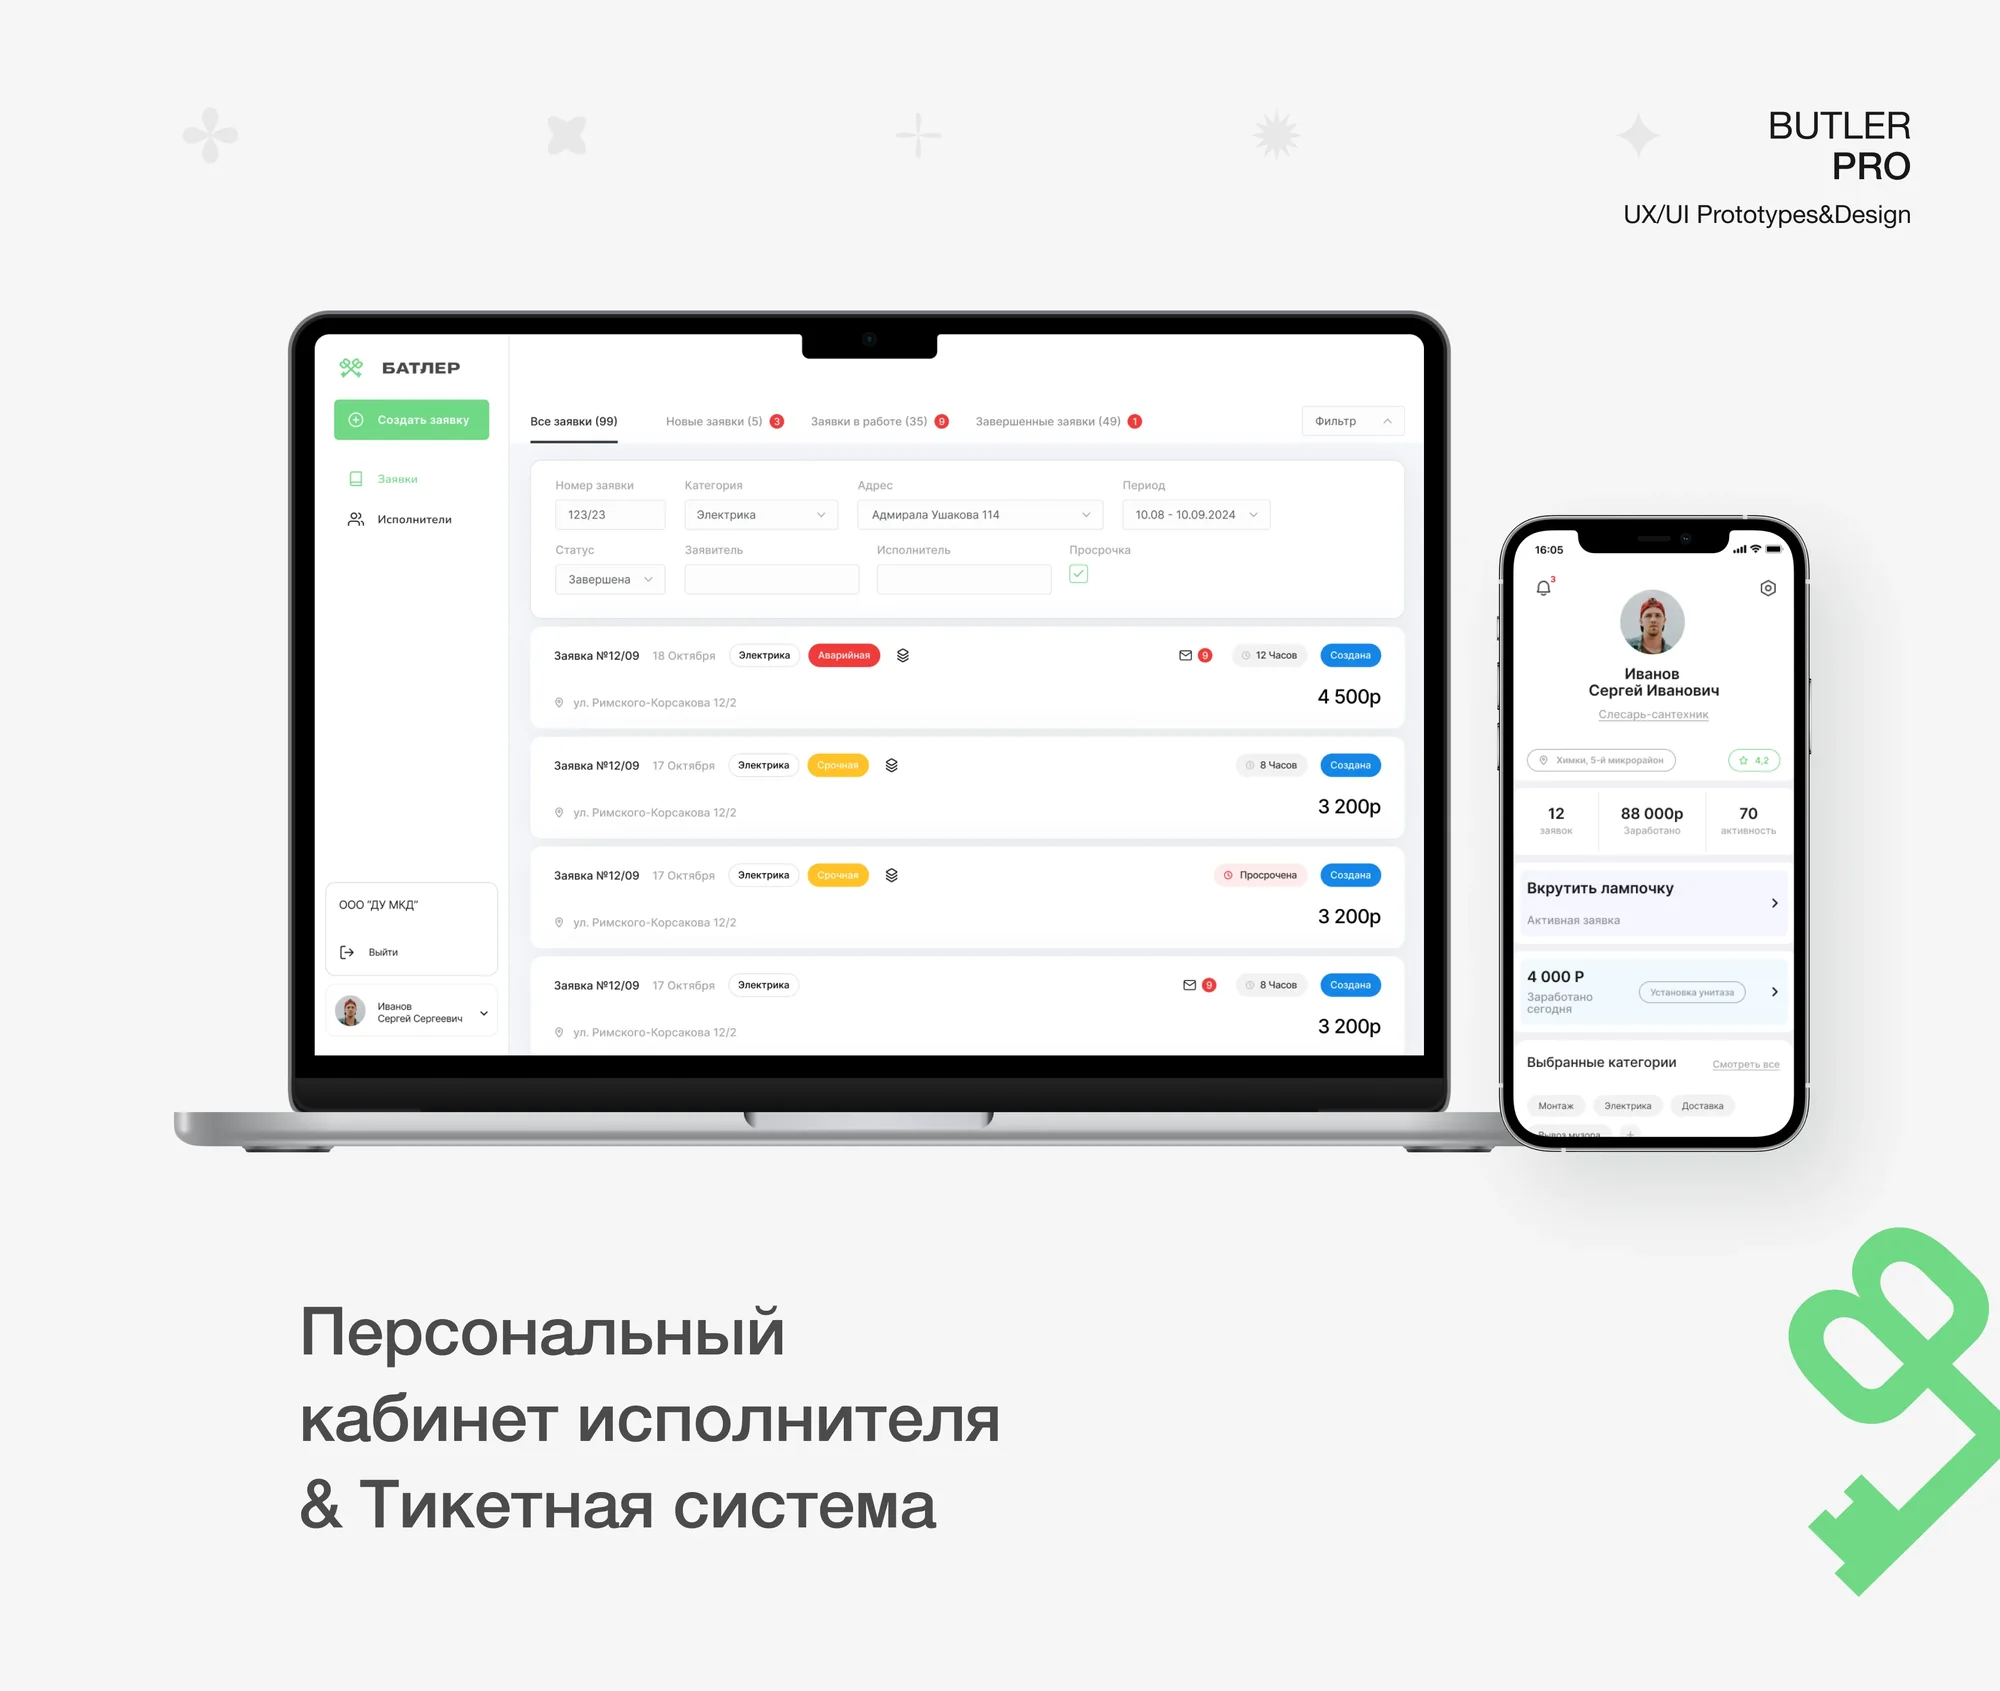 BUTLER
PRO
UX/UI Prototypes&Design
БАТЛЕР
Создать заявку
Заявки
Исполнители
ООО "ДУ МКД"
Выйти
Иванов
Сергей Сергеевич
Все заявки (99)
Новые заявки (5) 3
Заявки в работе (35) 9
Завершенные заявки (49) 1
Фильтр
Номер заявки Категория Адрес Период
123/23 Электрика Адмирала Ушакова 114 10.08 - 10.09.2024
Статус Заявитель Исполнитель Просрочка
Завершена
Заявка №12/09 18 Октября Электрика Аварийная 9 12 Часов Создана
ул. Римского-Корсакова 12/2 4 500р
Заявка №12/09 17 Октября Электрика Срочная 8 Часов Создана
ул. Римского-Корсакова 12/2 3 200р
Заявка №12/09 17 Октября Электрика Срочная Просрочена Создана
ул. Римского-Корсакова 12/2 3 200р
Заявка №12/09 17 Октября Электрика 9 8 Часов Создана
ул. Римского-Корсакова 12/2 3 200р
16:05
3
Иванов
Сергей Иванович
Слесарь-сантехник
Химки, 5-й микрорайон 4,2
12 88 000р 70
заявок Заработано активность
Вкрутить лампочку
Активная заявка
4 000 Р
Заработано
сегодня
Установка унитаза
Выбранные категории Смотреть все
Монтаж Электрика Доставка
Вывоз музора +
Персональный
кабинет исполнителя
& Тикетная система